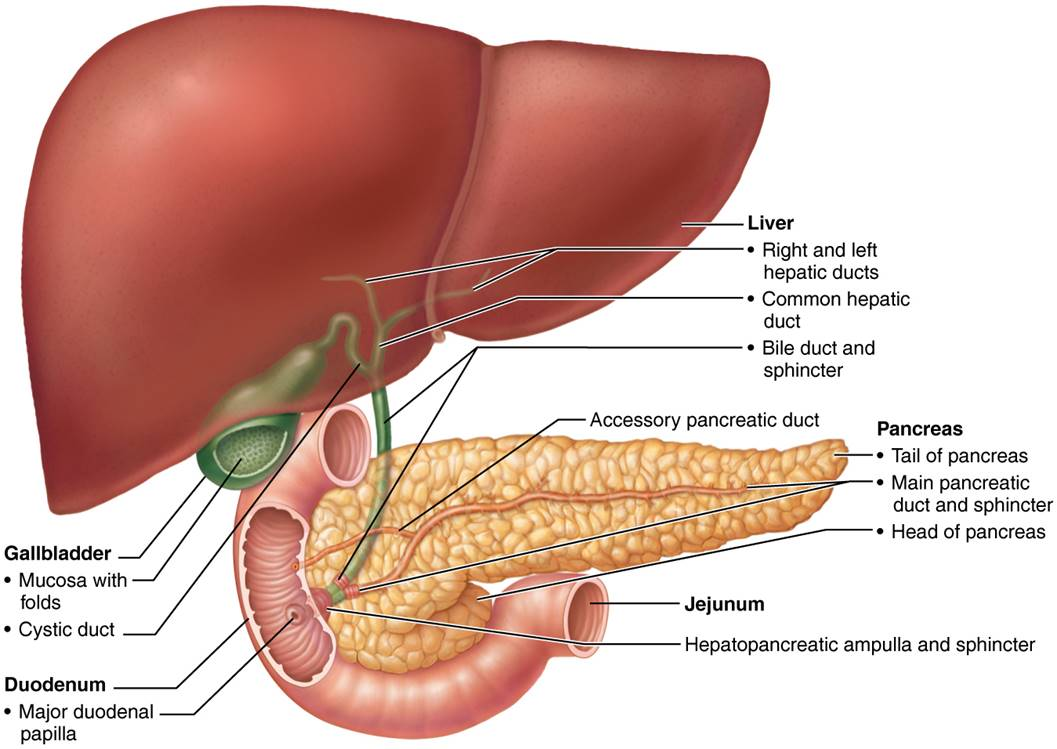 Liver
• Right and left
hepatic ducts
• Common hepatic
duct
• Bile duct and
sphincter
Accessory pancreatic duct
Pancreas
• Tail of pancreas
• Main pancreatic
duct and sphincter
• Head of pancreas
Gallbladder
• Mucosa with
folds
• Cystic duct
Jejunum
Hepatopancreatic ampulla and sphincter
Duodenum
• Major duodenal
papilla